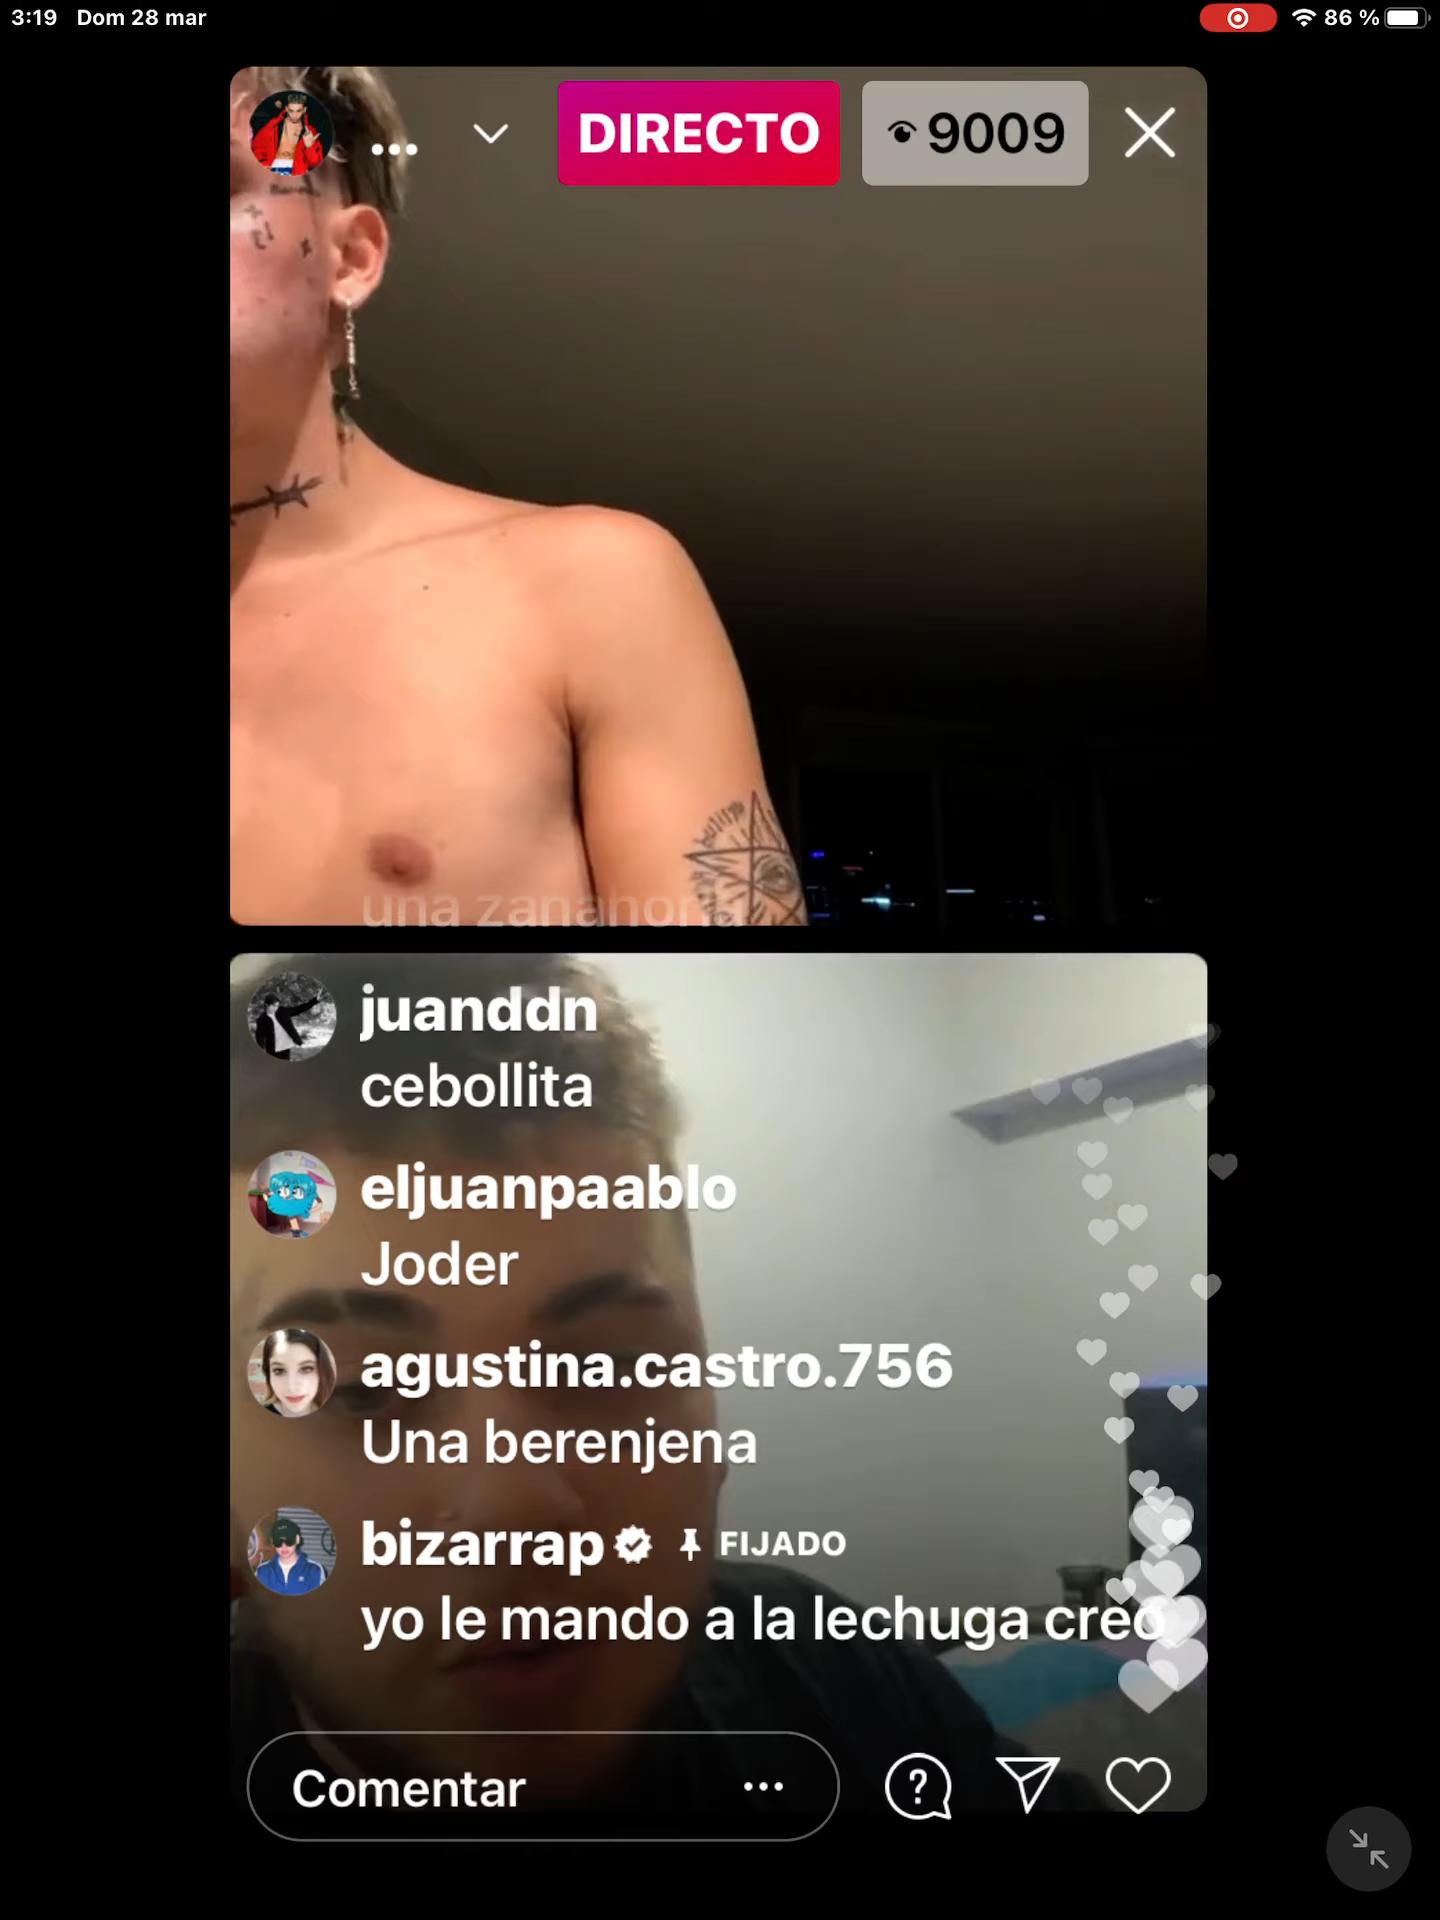 3:19 Dom 28 mar
86 %
...
DIRECTO
9009
una zanahoria
juanddn
cebollita
eljuanpaablo
Joder
agustina.castro.756
Una berenjena
bizarrap FIJADO
yo le mando a la lechuga creo
Comentar ...